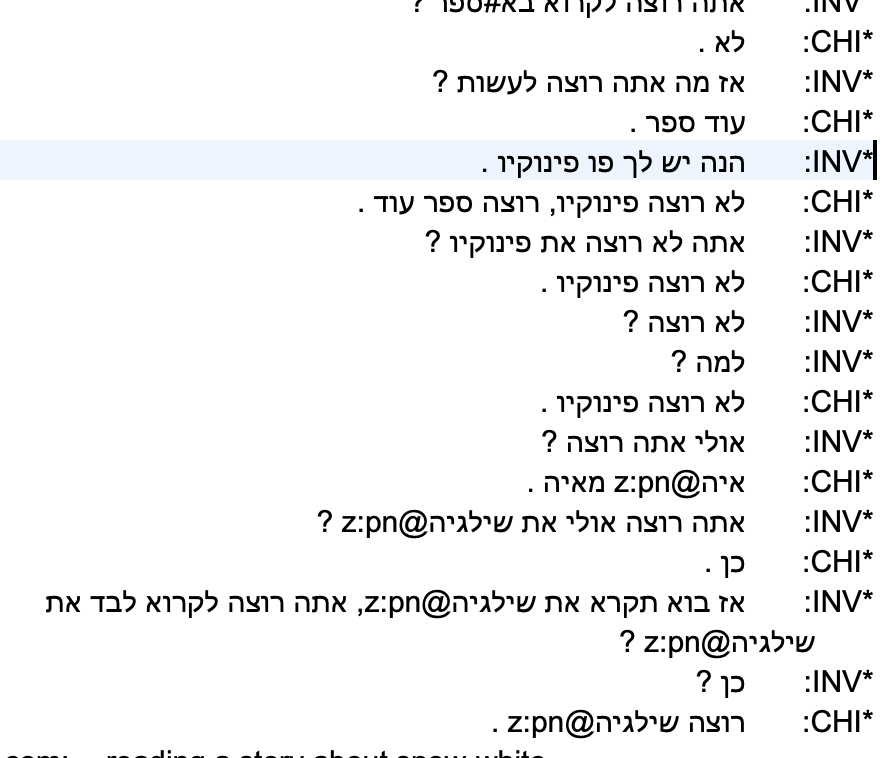 *INV: אתה רוצה לקרוא בא#ספר ?
*CHI: לא .
*INV: אז מה אתה רוצה לעשות ?
*CHI: עוד ספר .
*INV: הנה יש לך פו פינוקיו .
*CHI: לא רוצה פינוקיו, רוצה ספר עוד .
*INV: אתה לא רוצה את פינוקיו ?
*CHI: לא רוצה פינוקיו .
*INV: לא רוצה ?
*INV: למה ?
*CHI: לא רוצה פינוקיו .
*INV: אולי אתה רוצה ?
*CHI: איה@z:pn מאיה .
*INV: אתה רוצה אולי את שילגיה@z:pn ?
*CHI: כן .
*INV: אז בוא תקרא את שילגיה@z:pn, אתה רוצה לקרוא לבד את
שילגיה@z:pn ?
*INV: כן ?
*CHI: רוצה שילגיה@z:pn .
com: reading a story about snow white